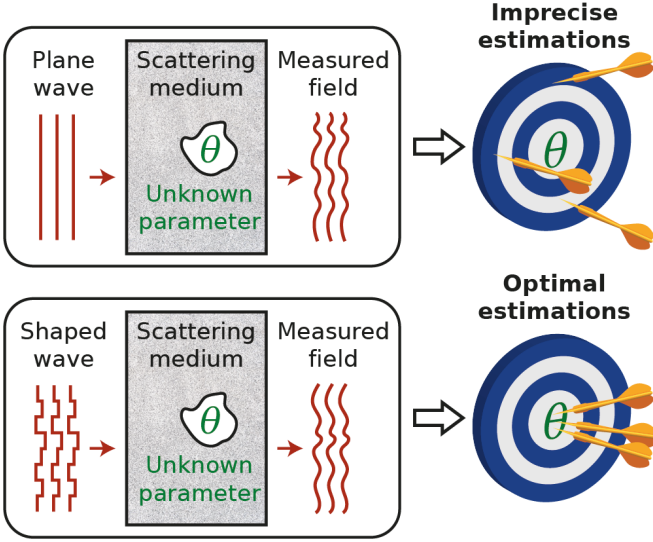 Imprecise
estimations
Plane
wave
Scattering
medium
Measured
field
θ
Unknown
parameter
θ
Optimal
estimations
Shaped
wave
Scattering
medium
Measured
field
θ
Unknown
parameter
θ